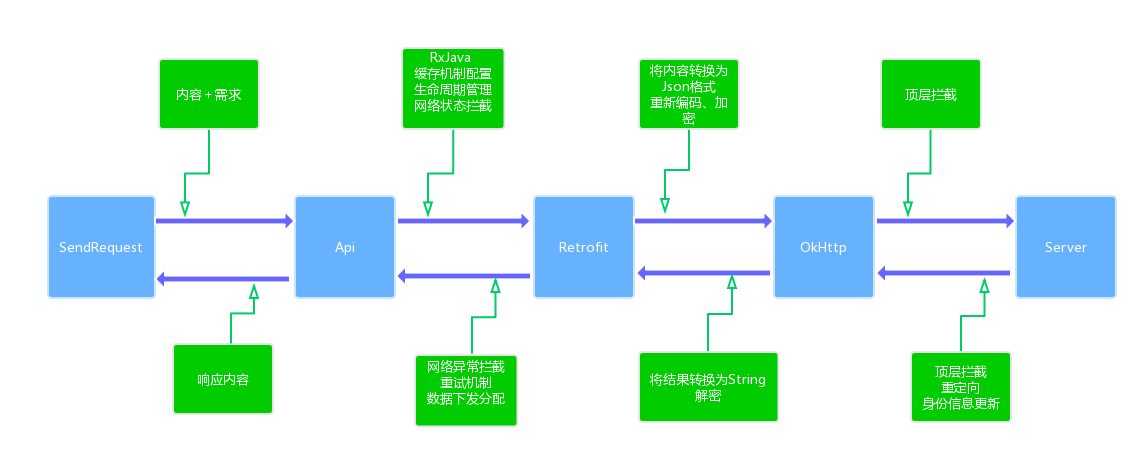 内容+需求
RxJava
缓存机制配置
生命周期管理
网络状态拦截
将内容转换为
Json格式
重新编码、加
密
顶层拦截
SendRequest
Api
Retrofit
OkHttp
Server
响应内容
网络异常拦截
重试机制
数据下发分配
将结果转换为String
解密
顶层拦截
重定向
身份信息更新